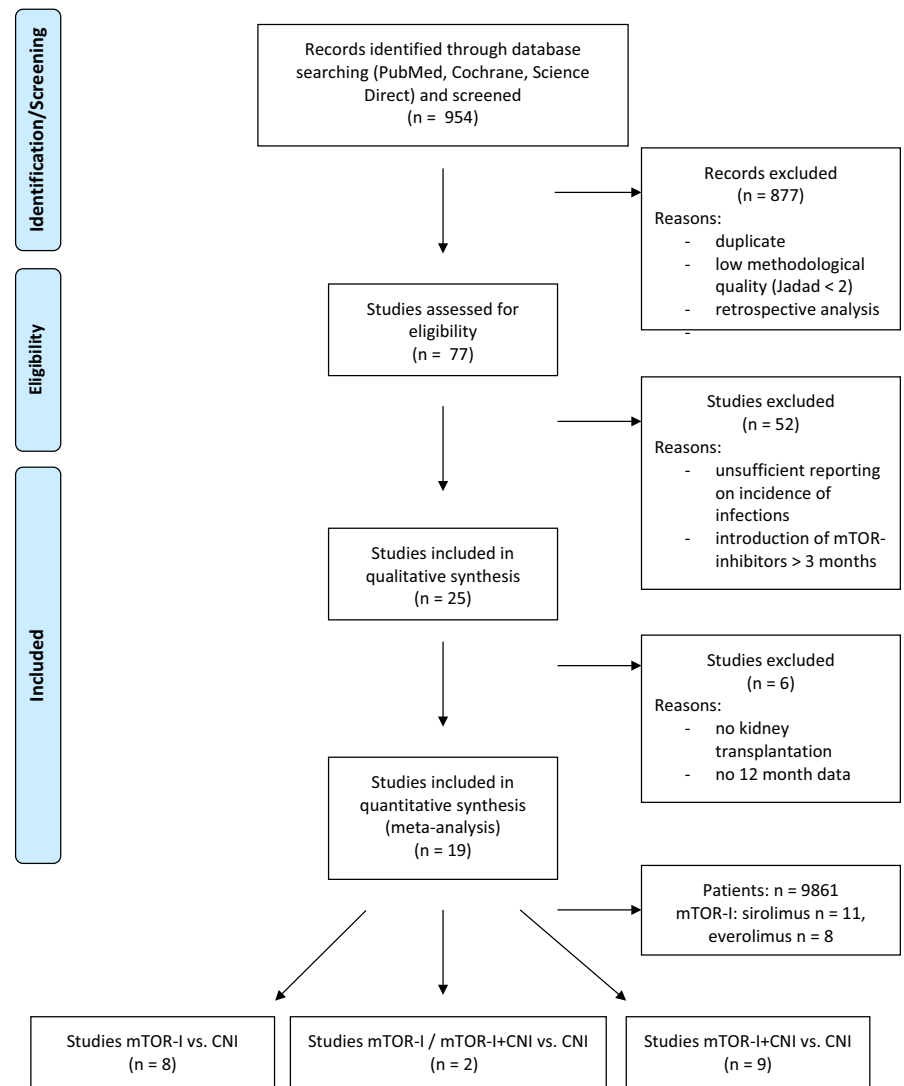 Identification/Screening
Records identified through database
searching (PubMed, Cochrane, Science
Direct) and screened
(n = 954)
Records excluded
(n = 877)
Reasons:
- duplicate
- low methodological
quality (Jadad < 2)
- retrospective analysis
-
Eligibility
Studies assessed for
eligibility
(n = 77)
Studies excluded
(n = 52)
Reasons:
- unsufficient reporting
on incidence of
infections
- introduction of mTOR-
inhibitors > 3 months
Included
Studies included in
qualitative synthesis
(n = 25)
Studies excluded
(n = 6)
Reasons:
- no kidney
transplantation
- no 12 month data
Studies included in
quantitative synthesis
(meta-analysis)
(n = 19)
Patients: n = 9861
mTOR-I: sirolimus n = 11,
everolimus n = 8
Studies mTOR-I vs. CNI
(n = 8)
Studies mTOR-I / mTOR-I+CNI vs. CNI
(n = 2)
Studies mTOR-I+CNI vs. CNI
(n = 9)